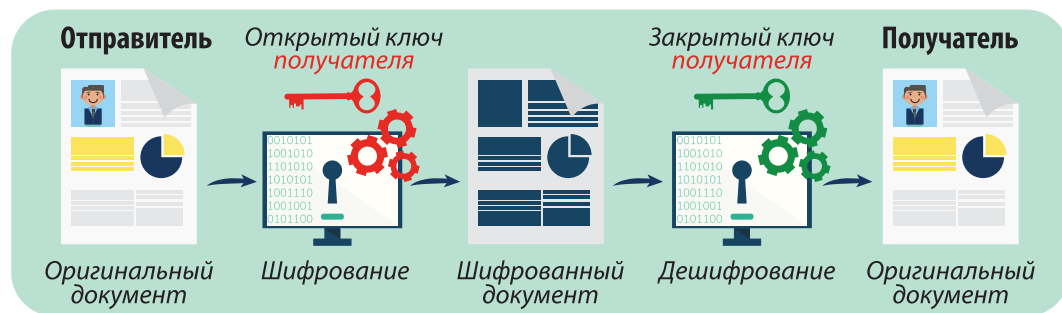 Отправитель
Открытый ключ
получателя
Закрытый ключ
получателя
Получатель
0010101
1001010
1101010
1010101
1001110
1001001
0101100
0010101
1001010
1101010
1010101
1001110
1001001
0101100
Оригинальный
документ
Шифрование
Шифрованный
документ
Дешифрование
Оригинальный
документ